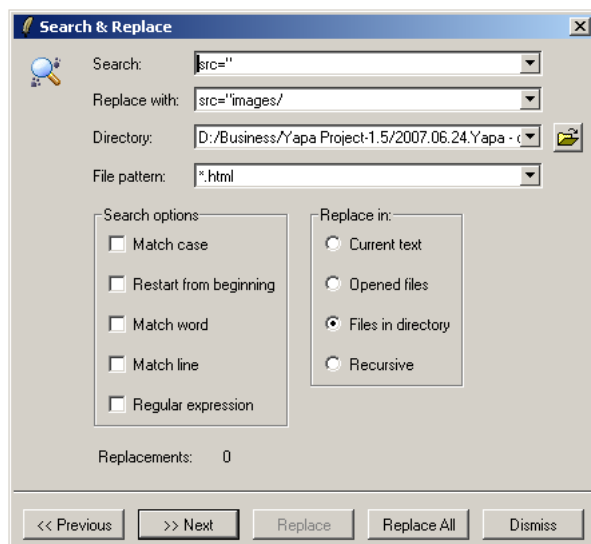 Search & Replace
Search: src="
Replace with: src="images/
Directory: D:/Business/Yapa Project-1.5/2007.06.24.Yapa -
File pattern: *.html
Search options
Match case
Restart from beginning
Match word
Match line
Regular expression
Replace in:
Current text
Opened files
Files in directory
Recursive
Replacements: 0
<< Previous >> Next Replace Replace All Dismiss